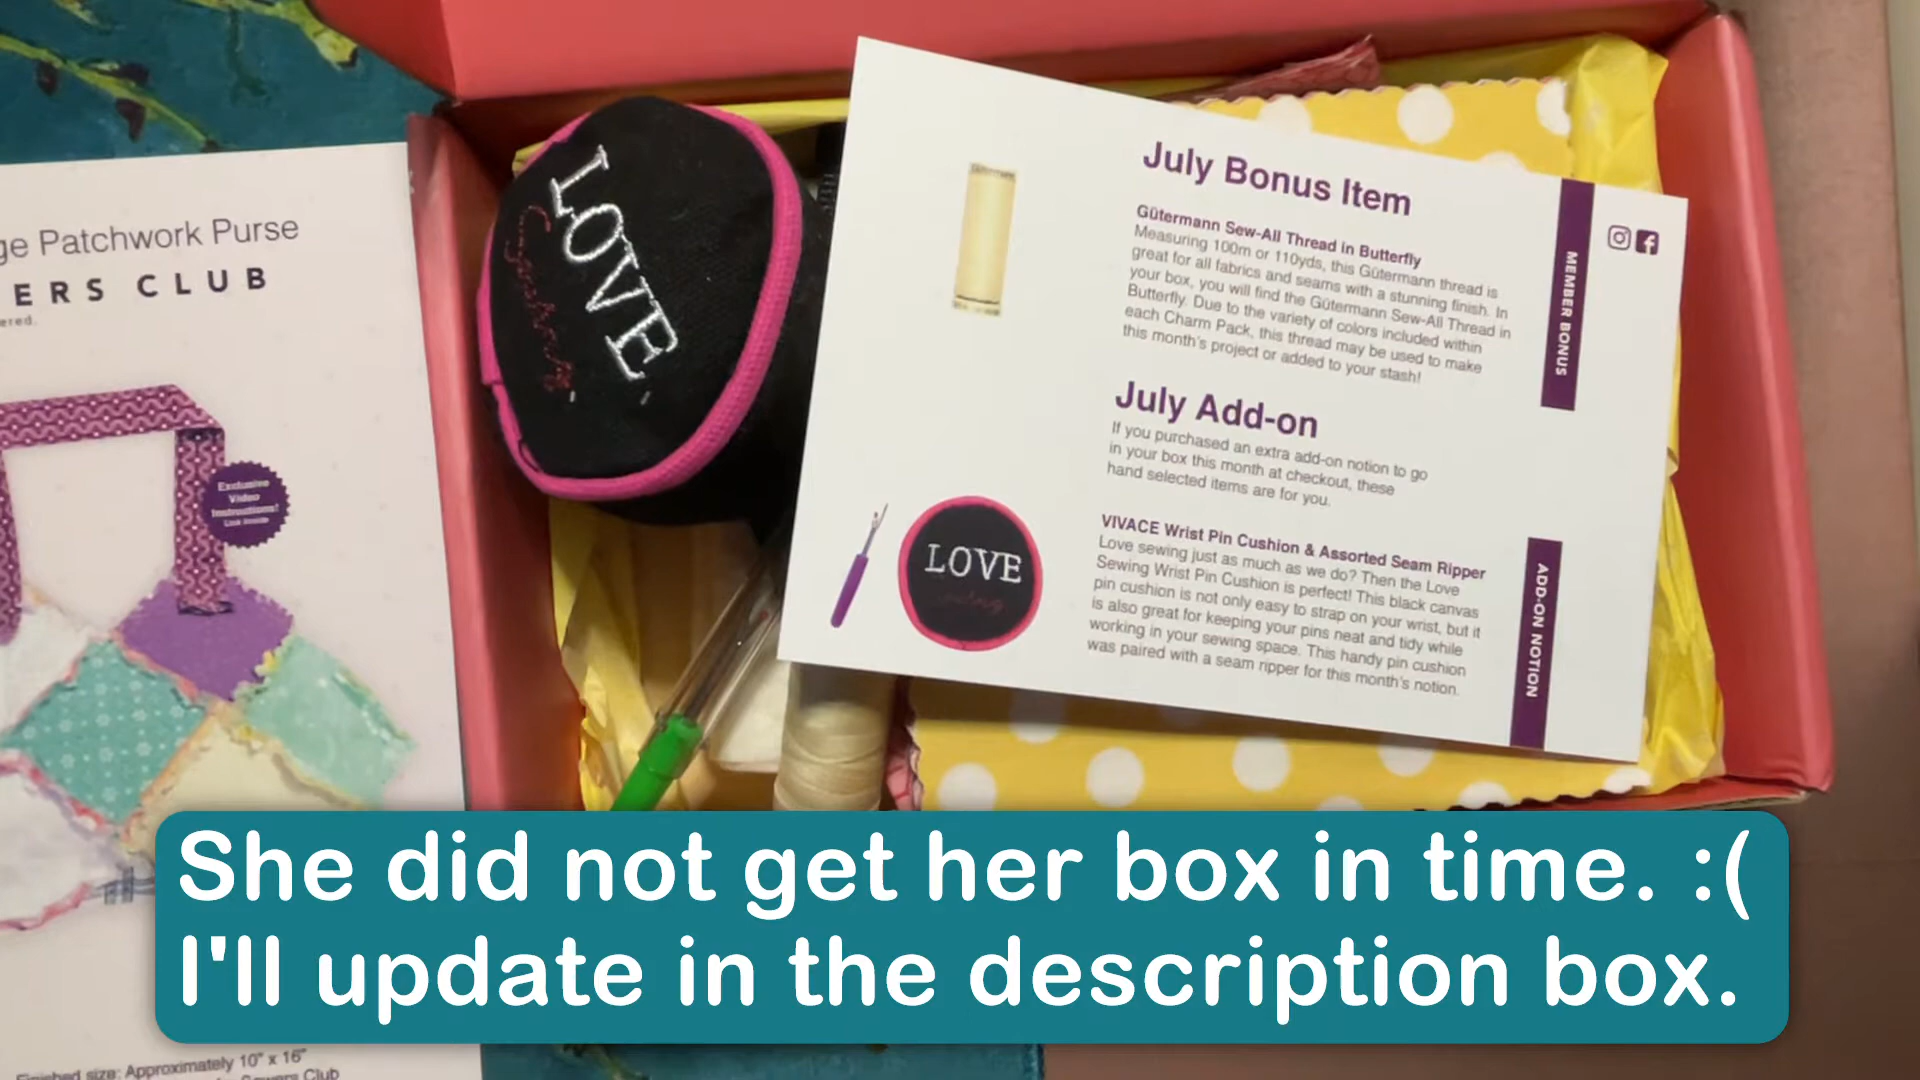 ge Patchwork Purse
ERS CLUB
ered.
Exclusive
Video
Instructions!
Look Inside
Finished size: Approximately 10" x 16"
Sewers Club
LOVE
July Bonus Item
Gütermann Sew-All Thread in Butterfly
Measuring 100m or 110yds, this Gütermann thread is
great for all fabrics and seams with a stunning finish. In
your box, you will find the Gütermann Sew-All Thread in
Butterfly. Due to the variety of colors included within
each Charm Pack, this thread may be used to make
this month's project or added to your stash!
MEMBER BONUS
July Add-on
If you purchased an extra add-on notion to go
in your box this month at checkout, these
hand selected items are for you.
LOVE
VIVACE Wrist Pin Cushion & Assorted Seam Ripper
Love sewing just as much as we do? Then the Love
Sewing Wrist Pin Cushion is perfect! This black canvas
pin cushion is not only easy to strap on your wrist, but it
is also great for keeping your pins neat and tidy while
working in your sewing space. This handy pin cushion
was paired with a seam ripper for this month's notion.
ADD-ON NOTION
She did not get her box in time. :(
I'll update in the description box.